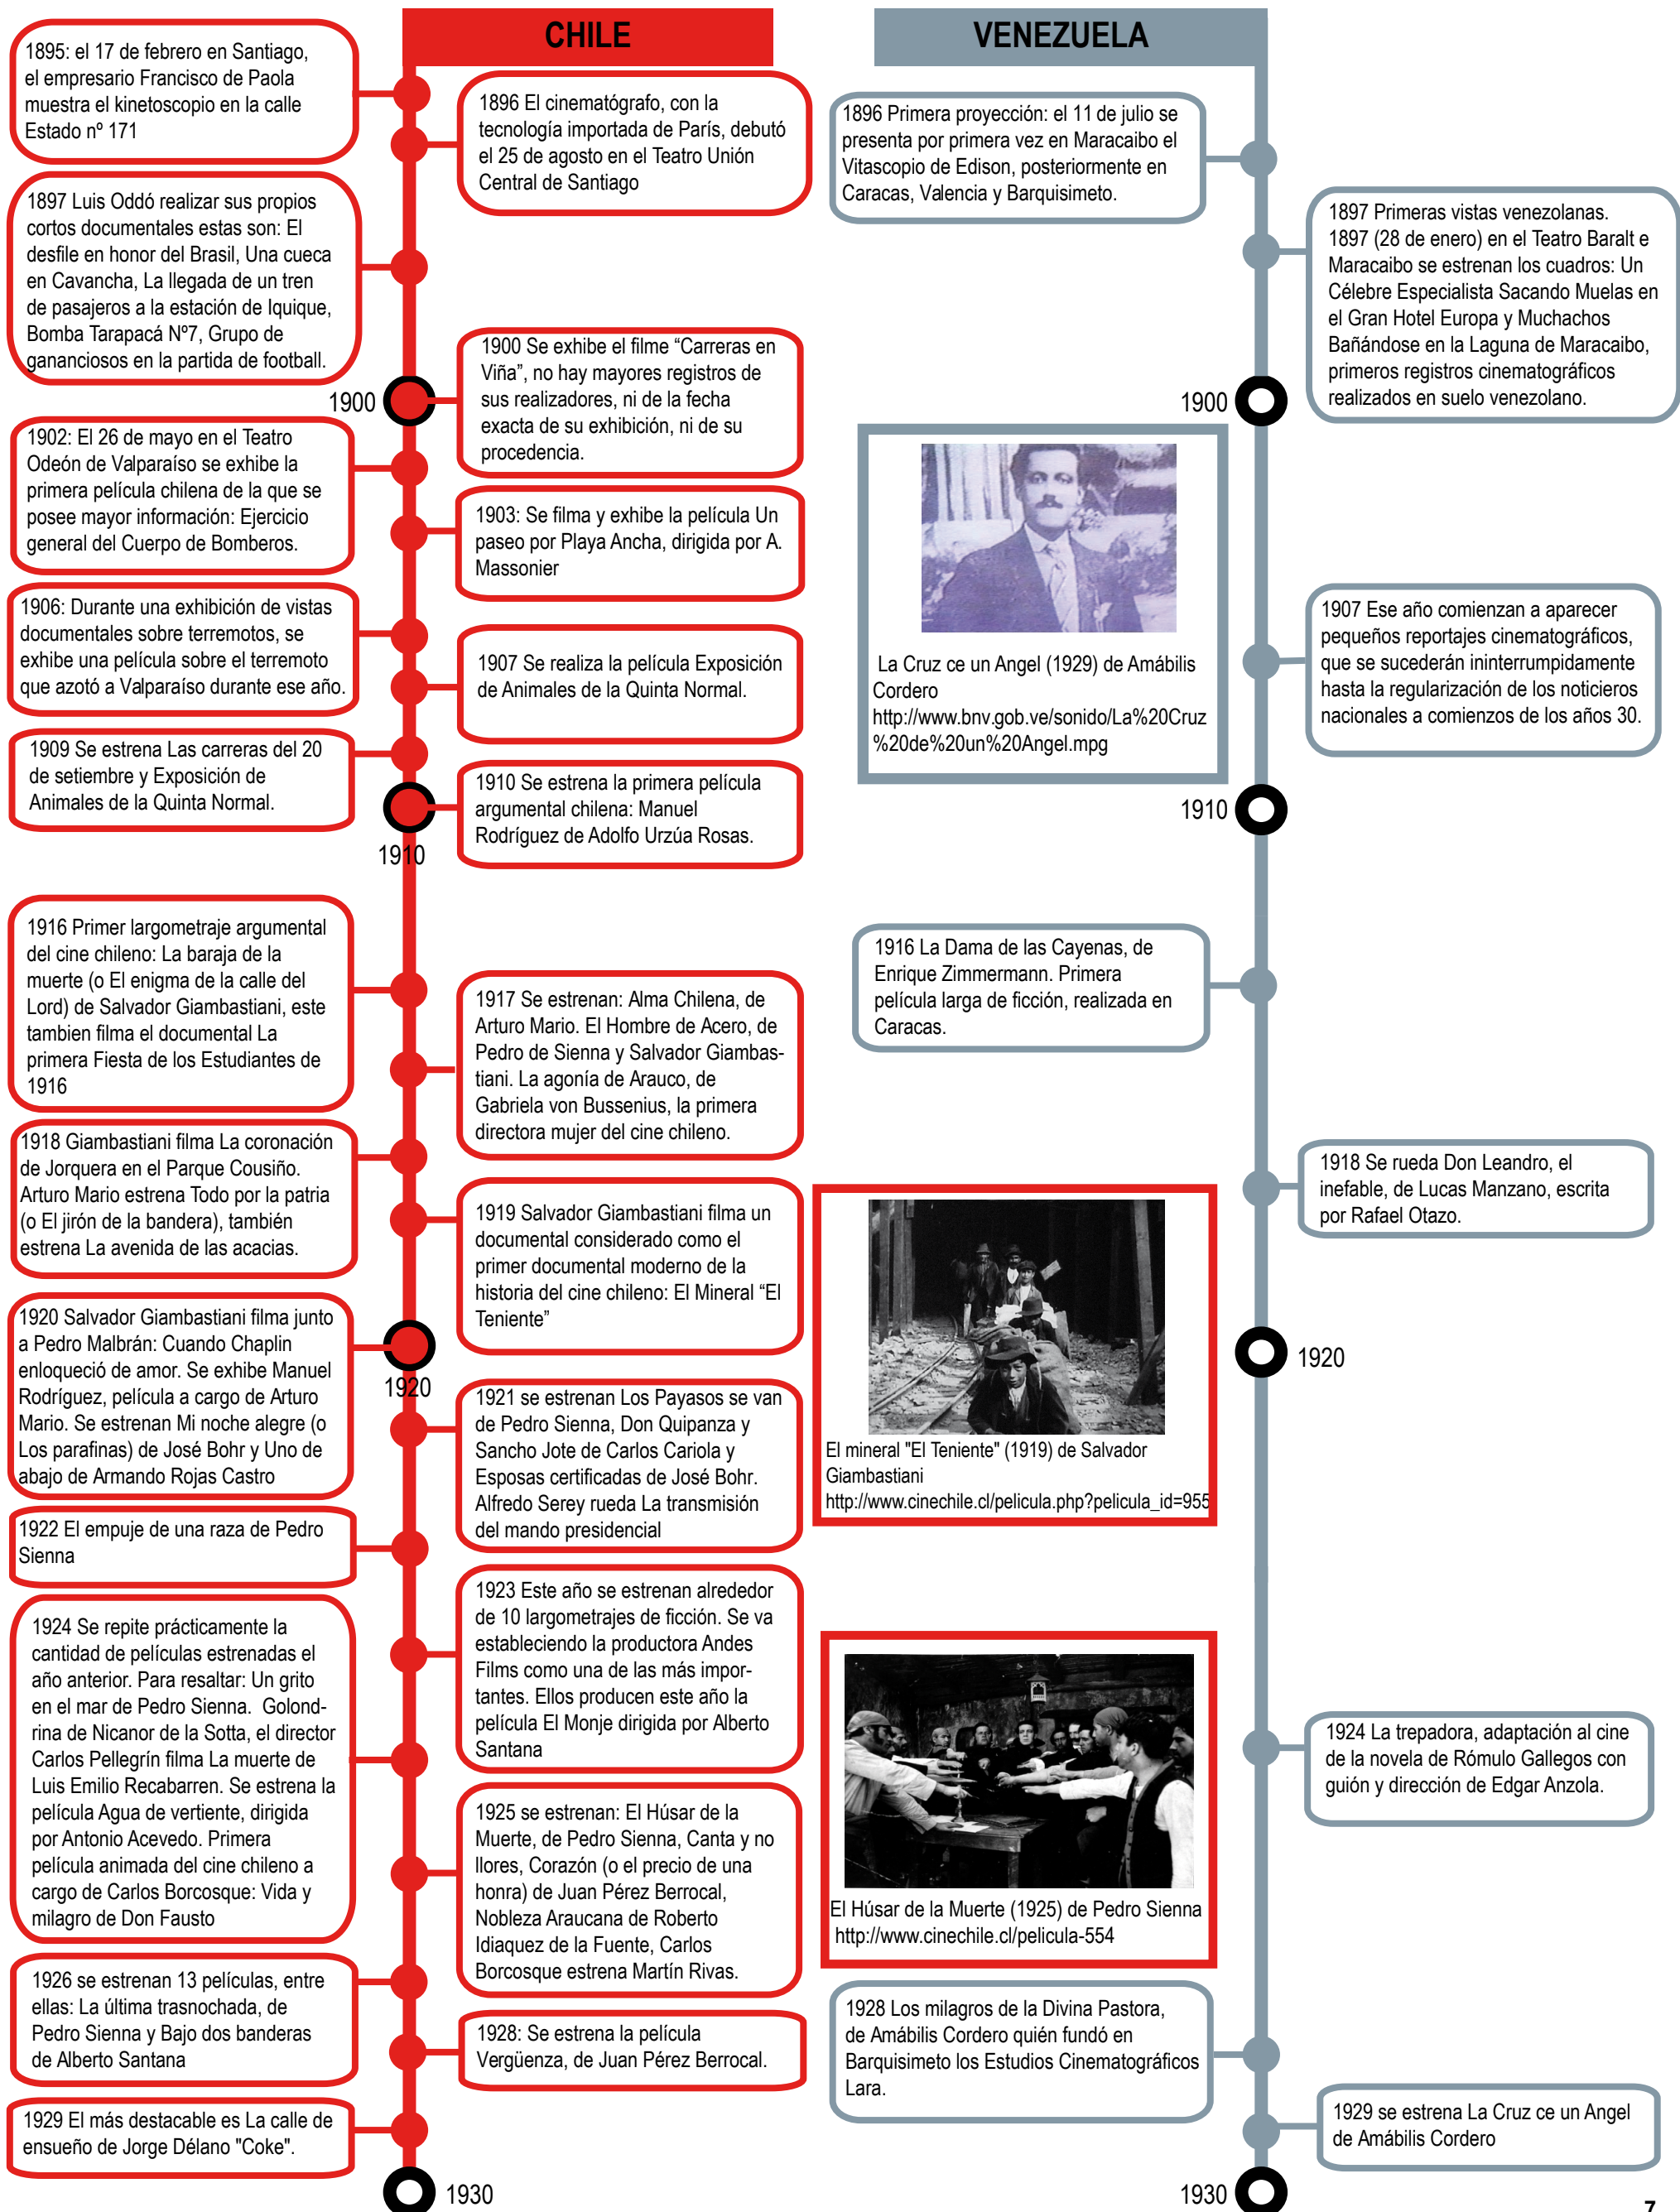 CHILE
1895: el 17 de febrero en Santiago,
el empresario Francisco de Paola
muestra el kinetoscopio en la calle
Estado nº 171
1896 El cinematógrafo, con la
tecnología importada de París, debutó
el 25 de agosto en el Teatro Unión
Central de Santiago
1897 Luis Oddó realizar sus propios
cortos documentales estas son: El
desfile en honor del Brasil, Una cueca
en Cavancha, La llegada de un tren
de pasajeros a la estación de Iquique,
Bomba Tarapacá Nº7, Grupo de
gananciosos en la partida de football.
1900 Se exhibe el filme “Carreras en
Viña”, no hay mayores registros de
sus realizadores, ni de la fecha
exacta de su exhibición, ni de su
procedencia.
1900
1902: El 26 de mayo en el Teatro
Odeón de Valparaíso se exhibe la
primera película chilena de la que se
posee mayor información: Ejercicio
general del Cuerpo de Bomberos.
1903: Se filma y exhibe la película Un
paseo por Playa Ancha, dirigida por A.
Massonier
1906: Durante una exhibición de vistas
documentales sobre terremotos, se
exhibe una película sobre el terremoto
que azotó a Valparaíso durante ese año.
1907 Se realiza la película Exposición
de Animales de la Quinta Normal.
1909 Se estrena Las carreras del 20
de setiembre y Exposición de
Animales de la Quinta Normal.
1910 Se estrena la primera película
argumental chilena: Manuel
Rodríguez de Adolfo Urzúa Rosas.
1910
1916 Primer largometraje argumental
del cine chileno: La baraja de la
muerte (o El enigma de la calle del
Lord) de Salvador Giambastiani, este
tambien filma el documental La
primera Fiesta de los Estudiantes de
1916
1917 Se estrenan: Alma Chilena, de
Arturo Mario. El Hombre de Acero, de
Pedro de Sienna y Salvador Giambas-
tiani. La agonía de Arauco, de
Gabriela von Bussenius, la primera
directora mujer del cine chileno.
1918 Giambastiani filma La coronación
de Jorquera en el Parque Cousiño.
Arturo Mario estrena Todo por la patria
(o El jirón de la bandera), también
estrena La avenida de las acacias.
1919 Salvador Giambastiani filma un
documental considerado como el
primer documental moderno de la
historia del cine chileno: El Mineral “El
Teniente”
1920 Salvador Giambastiani filma junto
a Pedro Malbrán: Cuando Chaplin
enloqueció de amor. Se exhibe Manuel
Rodríguez, película a cargo de Arturo
Mario. Se estrenan Mi noche alegre (o
Los parafinas) de José Bohr y Uno de
abajo de Armando Rojas Castro
1920
1921 se estrenan Los Payasos se van
de Pedro Sienna, Don Quipanza y
Sancho Jote de Carlos Cariola y
Esposas certificadas de José Bohr.
Alfredo Serey rueda La transmisión
del mando presidencial
1922 El empuje de una raza de Pedro
Sienna
1923 Este año se estrenan alrededor
de 10 largometrajes de ficción. Se va
estableciendo la productora Andes
Films como una de las más impor-
tantes. Ellos producen este año la
película El Monje dirigida por Alberto
Santana
1924 Se repite prácticamente la
cantidad de películas estrenadas el
año anterior. Para resaltar: Un grito
en el mar de Pedro Sienna. Golond-
rina de Nicanor de la Sotta, el director
Carlos Pellegrín filma La muerte de
Luis Emilio Recabarren. Se estrena la
película Agua de vertiente, dirigida
por Antonio Acevedo. Primera
película animada del cine chileno a
cargo de Carlos Borcosque: Vida y
milagro de Don Fausto
1925 se estrenan: El Húsar de la
Muerte, de Pedro Sienna, Canta y no
llores, Corazón (o el precio de una
honra) de Juan Pérez Berrocal,
Nobleza Araucana de Roberto
Idiaquez de la Fuente, Carlos
Borcosque estrena Martín Rivas.
1926 se estrenan 13 películas, entre
ellas: La última trasnochada, de
Pedro Sienna y Bajo dos banderas
de Alberto Santana
1928: Se estrena la película
Vergüenza, de Juan Pérez Berrocal.
1929 El más destacable es La calle de
ensueño de Jorge Délano "Coke".
1930
VENEZUELA
1896 Primera proyección: el 11 de julio se
presenta por primera vez en Maracaibo el
Vitascopio de Edison, posteriormente en
Caracas, Valencia y Barquisimeto.
1897 Primeras vistas venezolanas.
1897 (28 de enero) en el Teatro Baralt e
Maracaibo se estrenan los cuadros: Un
Célebre Especialista Sacando Muelas en
el Gran Hotel Europa y Muchachos
Bañándose en la Laguna de Maracaibo,
primeros registros cinematográficos
realizados en suelo venezolano.
1900
La Cruz ce un Angel (1929) de Amábilis
Cordero
http://www.bnv.gob.ve/sonido/La%20Cruz
%20de%20un%20Angel.mpg
1907 Ese año comienzan a aparecer
pequeños reportajes cinematográficos,
que se sucederán ininterrumpidamente
hasta la regularización de los noticieros
nacionales a comienzos de los años 30.
1910
1916 La Dama de las Cayenas, de
Enrique Zimmermann. Primera
película larga de ficción, realizada en
Caracas.
1918 Se rueda Don Leandro, el
inefable, de Lucas Manzano, escrita
por Rafael Otazo.
El mineral "El Teniente" (1919) de Salvador
Giambastiani
http://www.cinechile.cl/pelicula.php?pelicula_id=955
1920
El Húsar de la Muerte (1925) de Pedro Sienna
http://www.cinechile.cl/pelicula-554
1924 La trepadora, adaptación al cine
de la novela de Rómulo Gallegos con
guión y dirección de Edgar Anzola.
1928 Los milagros de la Divina Pastora,
de Amábilis Cordero quién fundó en
Barquisimeto los Estudios Cinematográficos
Lara.
1929 se estrena La Cruz ce un Angel
de Amábilis Cordero
1930
7